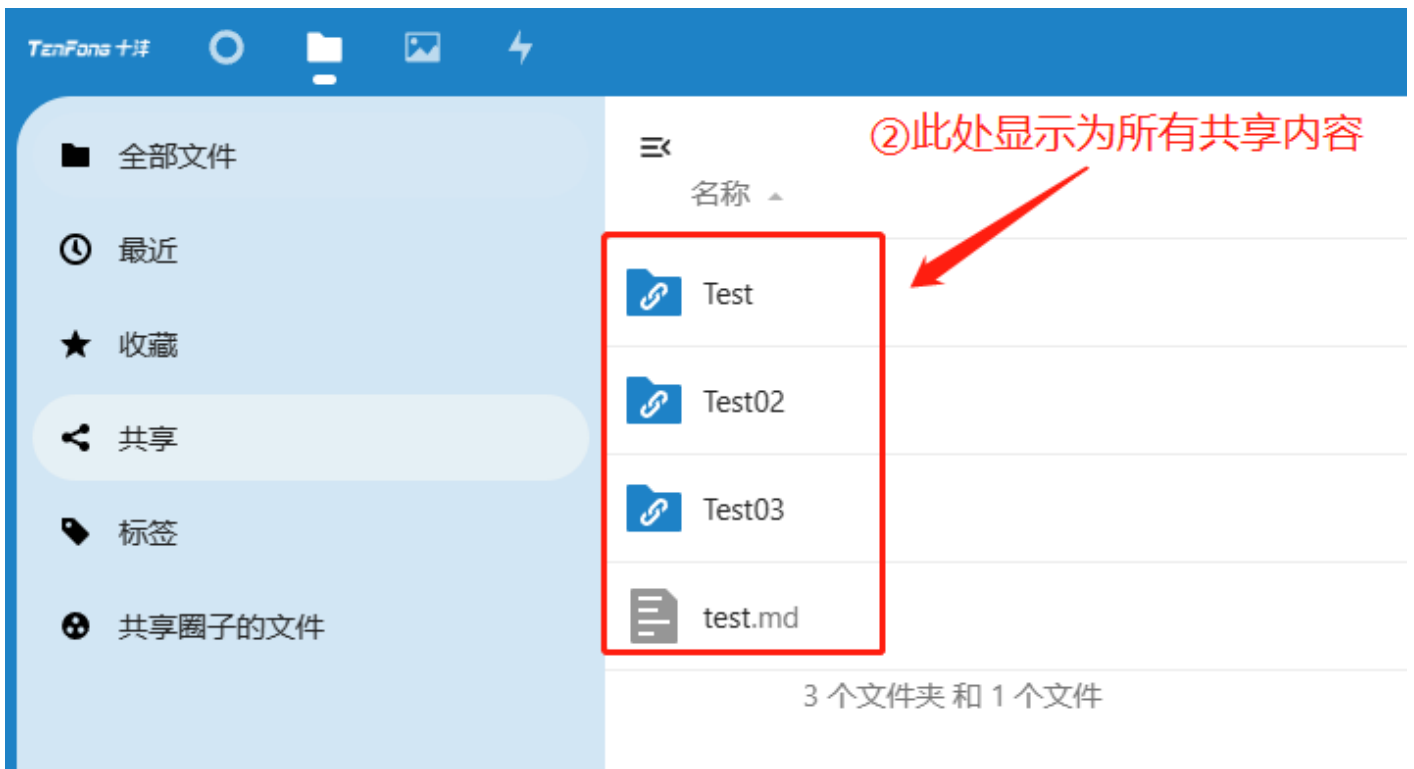 TenFong 十沣
②此处显示为所有共享内容
全部文件
名称
最近
Test
收藏
Test02
共享
Test03
标签
test.md
共享圈子的文件
3 个文件夹 和 1 个文件